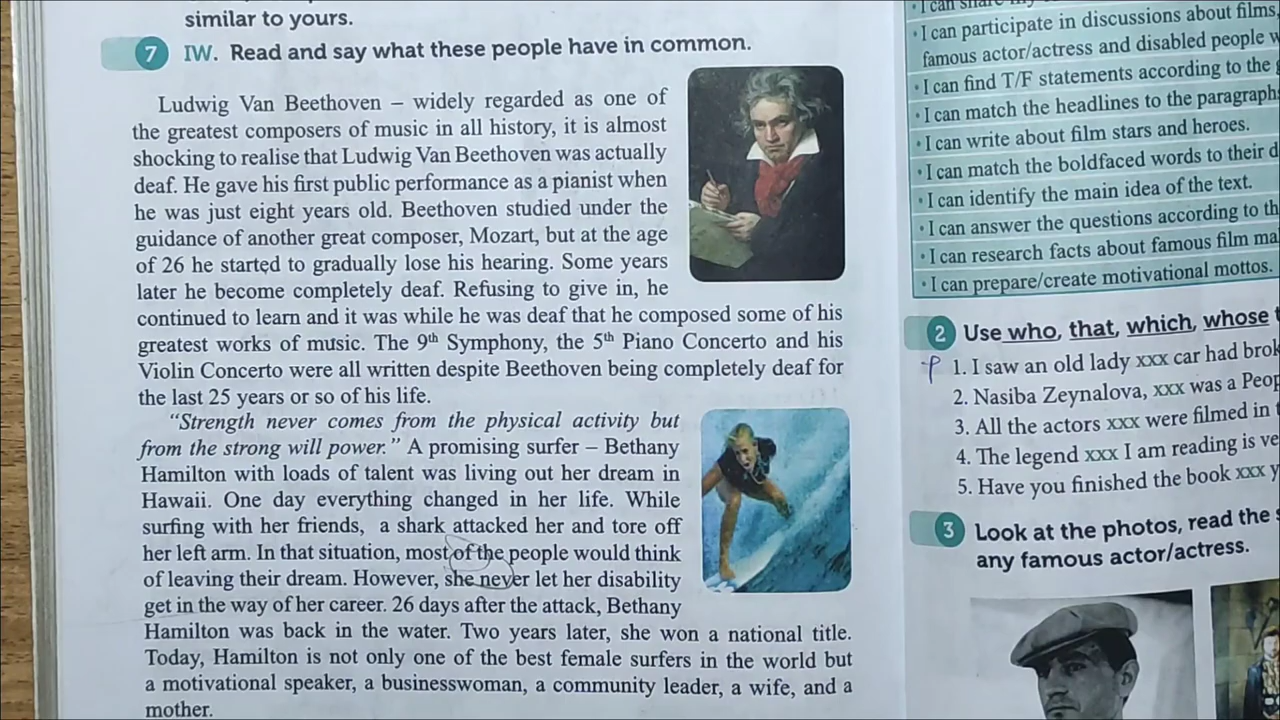 similar to yours.
7 IW. Read and say what these people have in common.
Ludwig Van Beethoven – widely regarded as one of
the greatest composers of music in all history, it is almost
shocking to realise that Ludwig Van Beethoven was actually
deaf. He gave his first public performance as a pianist when
he was just eight years old. Beethoven studied under the
guidance of another great composer, Mozart, but at the age
of 26 he started to gradually lose his hearing. Some years
later he become completely deaf. Refusing to give in, he
continued to learn and it was while he was deaf that he composed some of his
greatest works of music. The 9th Symphony, the 5th Piano Concerto and his
Violin Concerto were all written despite Beethoven being completely deaf for
the last 25 years or so of his life.
“Strength never comes from the physical activity but
from the strong will power.” A promising surfer – Bethany
Hamilton with loads of talent was living out her dream in
Hawaii. One day everything changed in her life. While
surfing with her friends, a shark attacked her and tore off
her left arm. In that situation, most of the people would think
of leaving their dream. However, she never let her disability
get in the way of her career. 26 days after the attack, Bethany
Hamilton was back in the water. Two years later, she won a national title.
Today, Hamilton is not only one of the best female surfers in the world but
a motivational speaker, a businesswoman, a community leader, a wife, and a
mother.
• I can share
• I can participate in discussions about films,
famous actor/actress and disabled people
• I can find T/F statements according to the
• I can match the headlines to the paragraphs
• I can write about film stars and heroes.
• I can match the boldfaced words to their
• I can identify the main idea of the text.
• I can answer the questions according to
• I can research facts about famous film
• I can prepare/create motivational mottos.
2 Use who, that, which, whose
1. I saw an old lady xxx car had
2. Nasiba Zeynalova, xxx was a
3. All the actors xxx were filmed in
4. The legend xxx I am reading is
5. Have you finished the book xxx
3 Look at the photos, read the
any famous actor/actress.